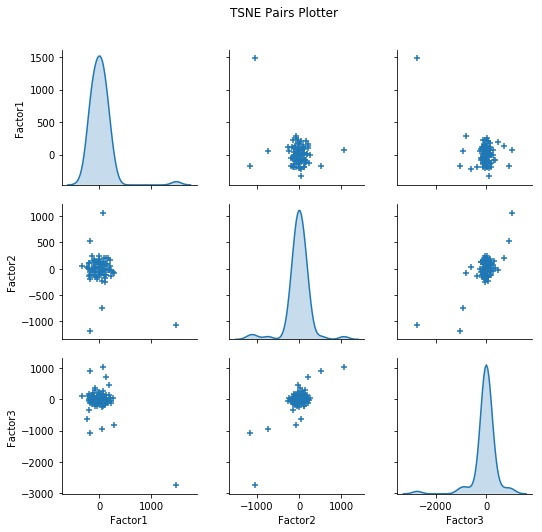 TSNE Pairs Plotter
1500
1000
500
0
Factor1
1000
500
0
−500
−1000
Factor2
1000
0
−1000
−2000
−3000
Factor3
0 1000
−1000 0 1000
−2000 0
Factor1 Factor2 Factor3